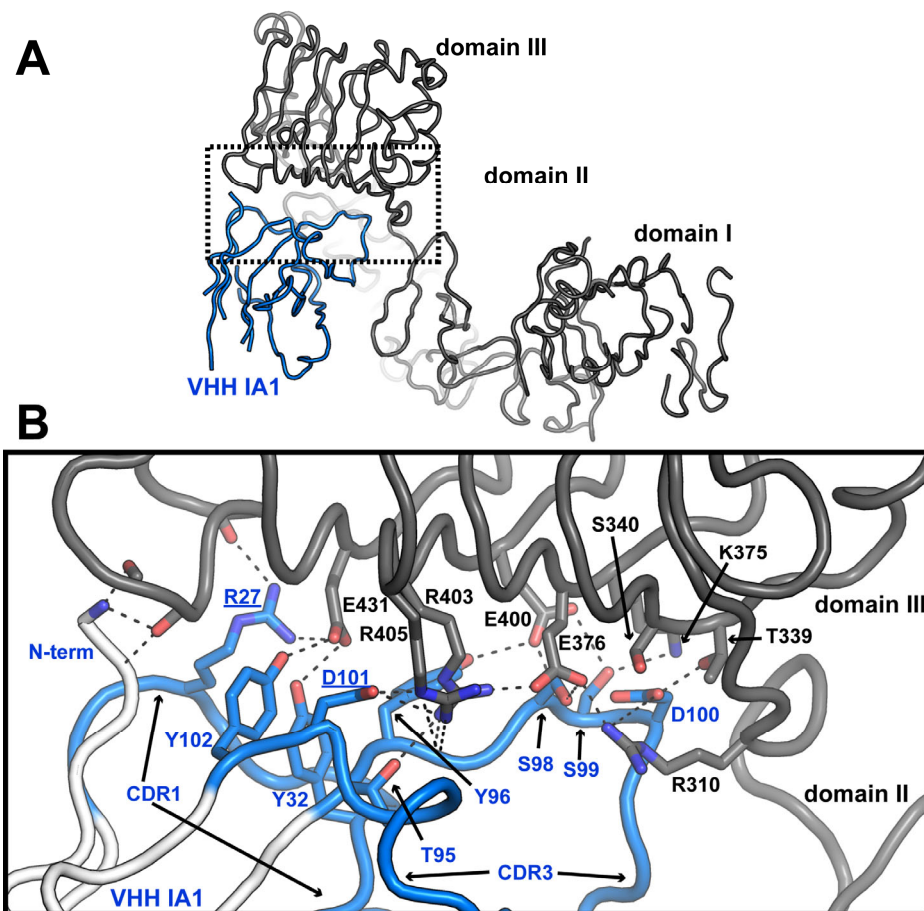 A
domain III
domain II
domain I
VHH IA1
B
S340
K375
R27
E431
R403
E400
domain III
R405
E376
T339
N-term
D101
D100
Y102
S98
S99
R310
CDR1
Y32
Y96
domain II
T95
CDR3
VHH IA1